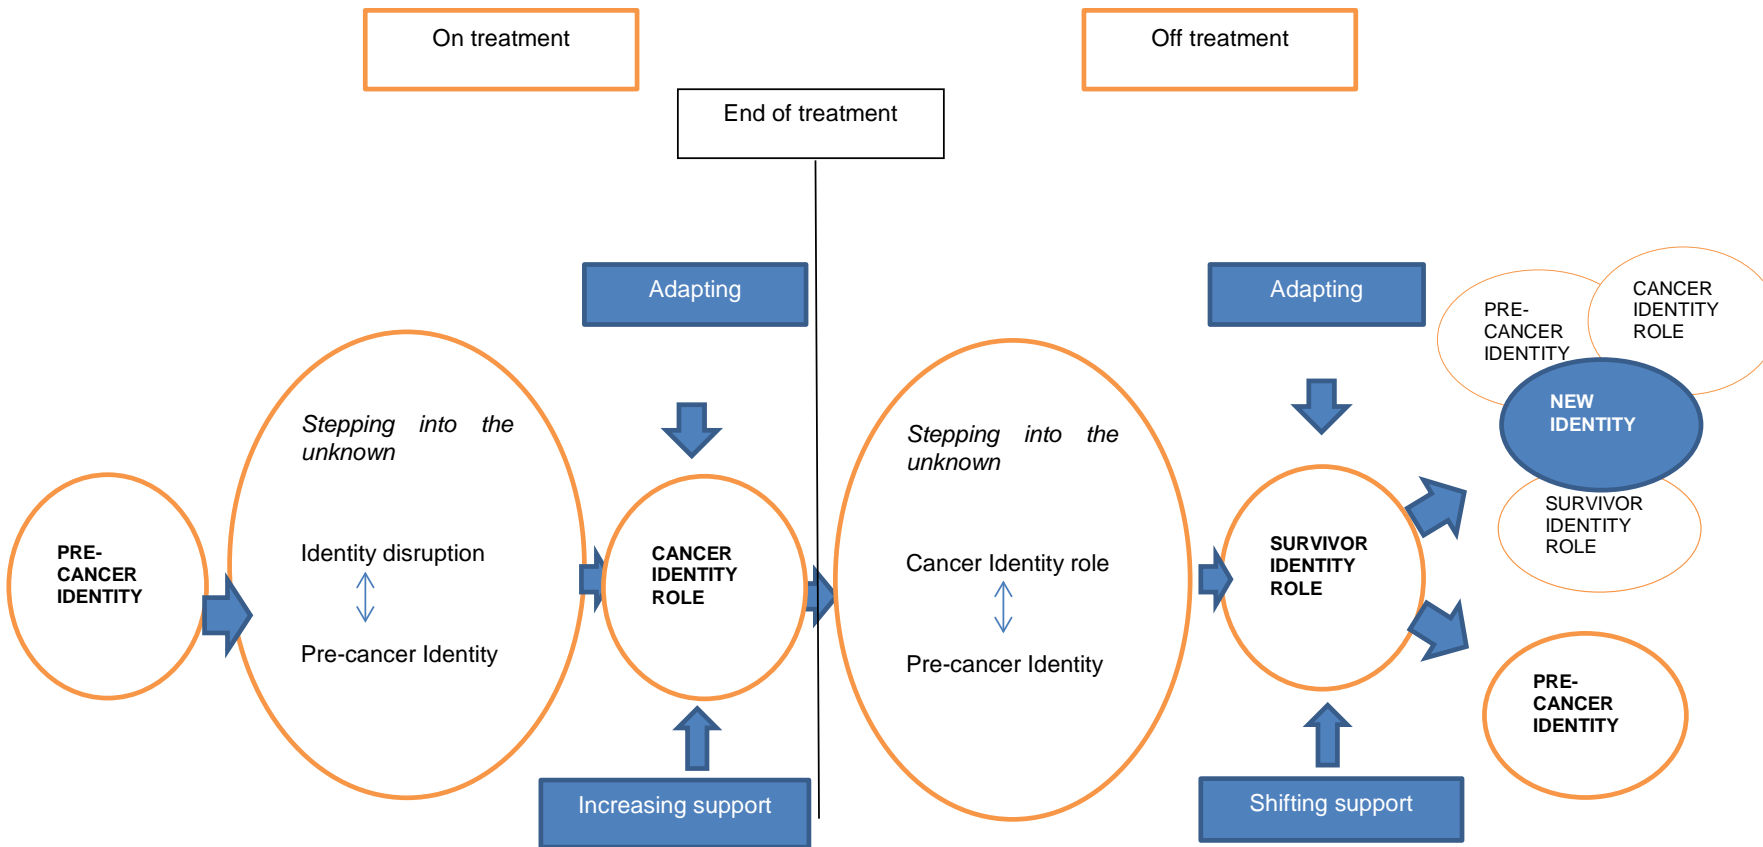 On treatment
Off treatment
End of treatment
Adapting
Adapting
PRE-
CANCER
IDENTITY
Stepping into the
unknown
Identity disruption
Pre-cancer Identity
CANCER
IDENTITY
ROLE
Increasing support
Stepping into the
unknown
Cancer Identity role
Pre-cancer Identity
SURVIVOR
IDENTITY
ROLE
Shifting support
PRE-
CANCER
IDENTITY
CANCER
IDENTITY
ROLE
NEW
IDENTITY
SURVIVOR
IDENTITY
ROLE
PRE-
CANCER
IDENTITY